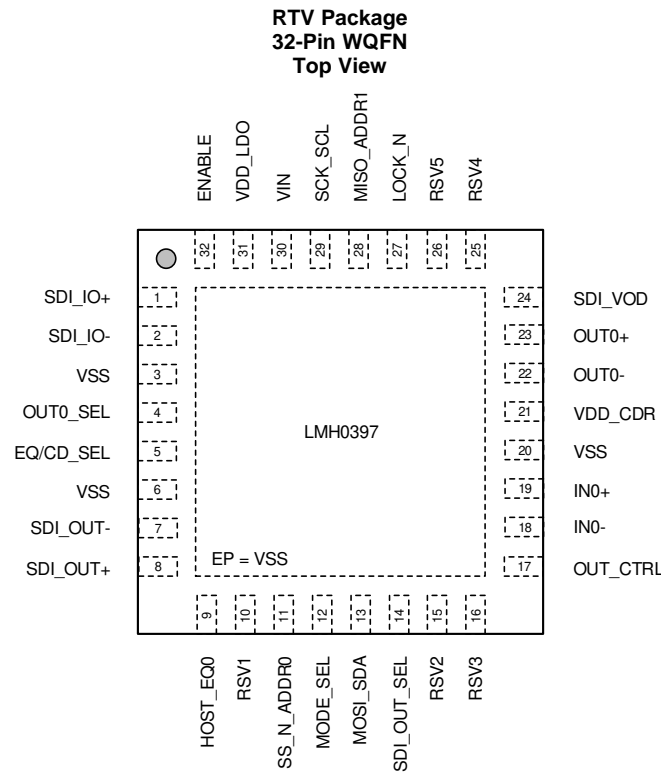 RTV Package
32-Pin WQFN
Top View
ENABLE
VDD_LDO
VIN
SCK_SCL
MISO_ADDR1
LOCK_N
RSV5
RSV4
32
31
30
29
28
27
26
25
SDI_IO+ 1
SDI_IO- 2
VSS 3
OUT0_SEL 4
EQ/CD_SEL 5
VSS 6
SDI_OUT- 7
SDI_OUT+ 8
LMH0397
EP = VSS
24 SDI_VOD
23 OUT0+
22 OUT0-
21 VDD_CDR
20 VSS
19 IN0+
18 IN0-
17 OUT_CTRL
9
10
11
12
13
14
15
16
HOST_EQ0
RSV1
SS_N_ADDR0
MODE_SEL
MOSI_SDA
SDI_OUT_SEL
RSV2
RSV3